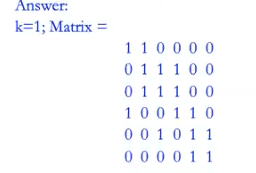 Answer:
k=1; Matrix =
1 1 0 0 0 0
0 1 1 1 0 0
0 1 1 1 0 0
1 0 0 1 1 0
0 0 1 0 1 1
0 0 0 0 1 1